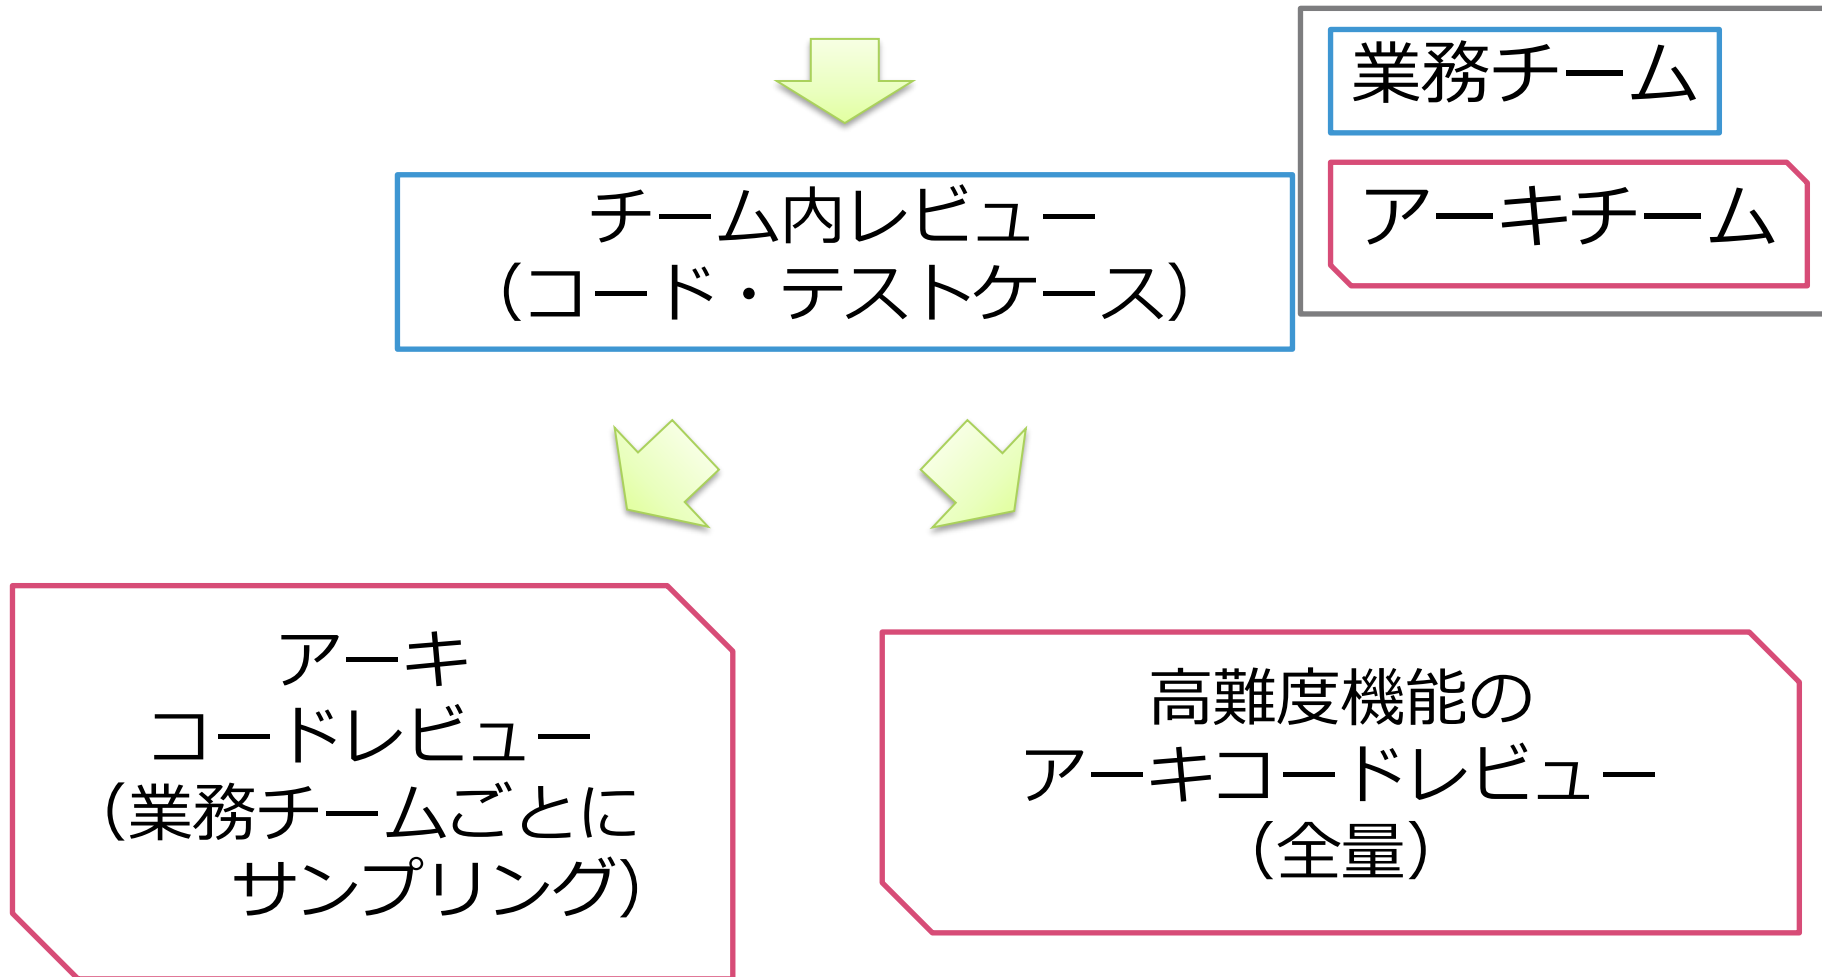 業務チーム
アーキチーム
チーム内レビュー
（コード・テストケース）
アーキ
コードレビュー
（業務チームごとに
サンプリング）
高難度機能の
アーキコードレビュー
（全量）